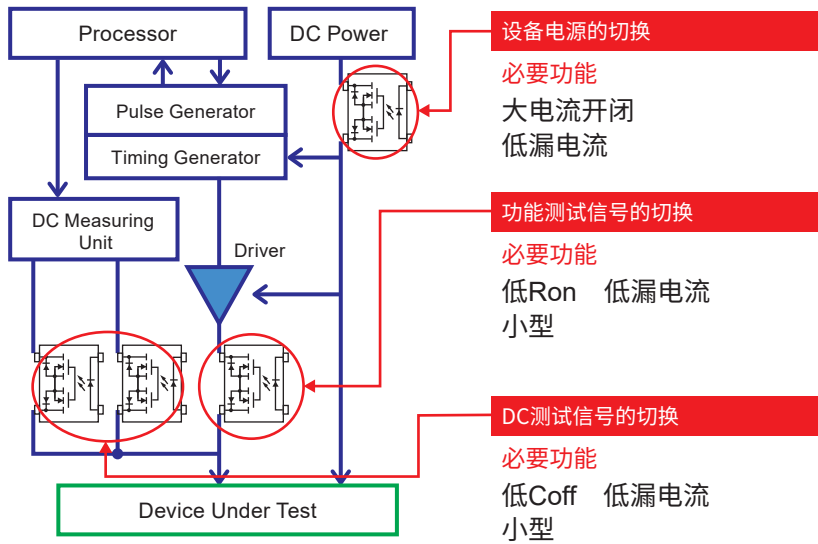 Processor
DC Power
Pulse Generator
Timing Generator
DC Measuring
Unit
Driver
Device Under Test
设备电源的切换
必要功能
大电流开闭
低漏电流
功能测试信号的切换
必要功能
低Ron 低漏电流
小型
DC测试信号的切换
必要功能
低Coff 低漏电流
小型